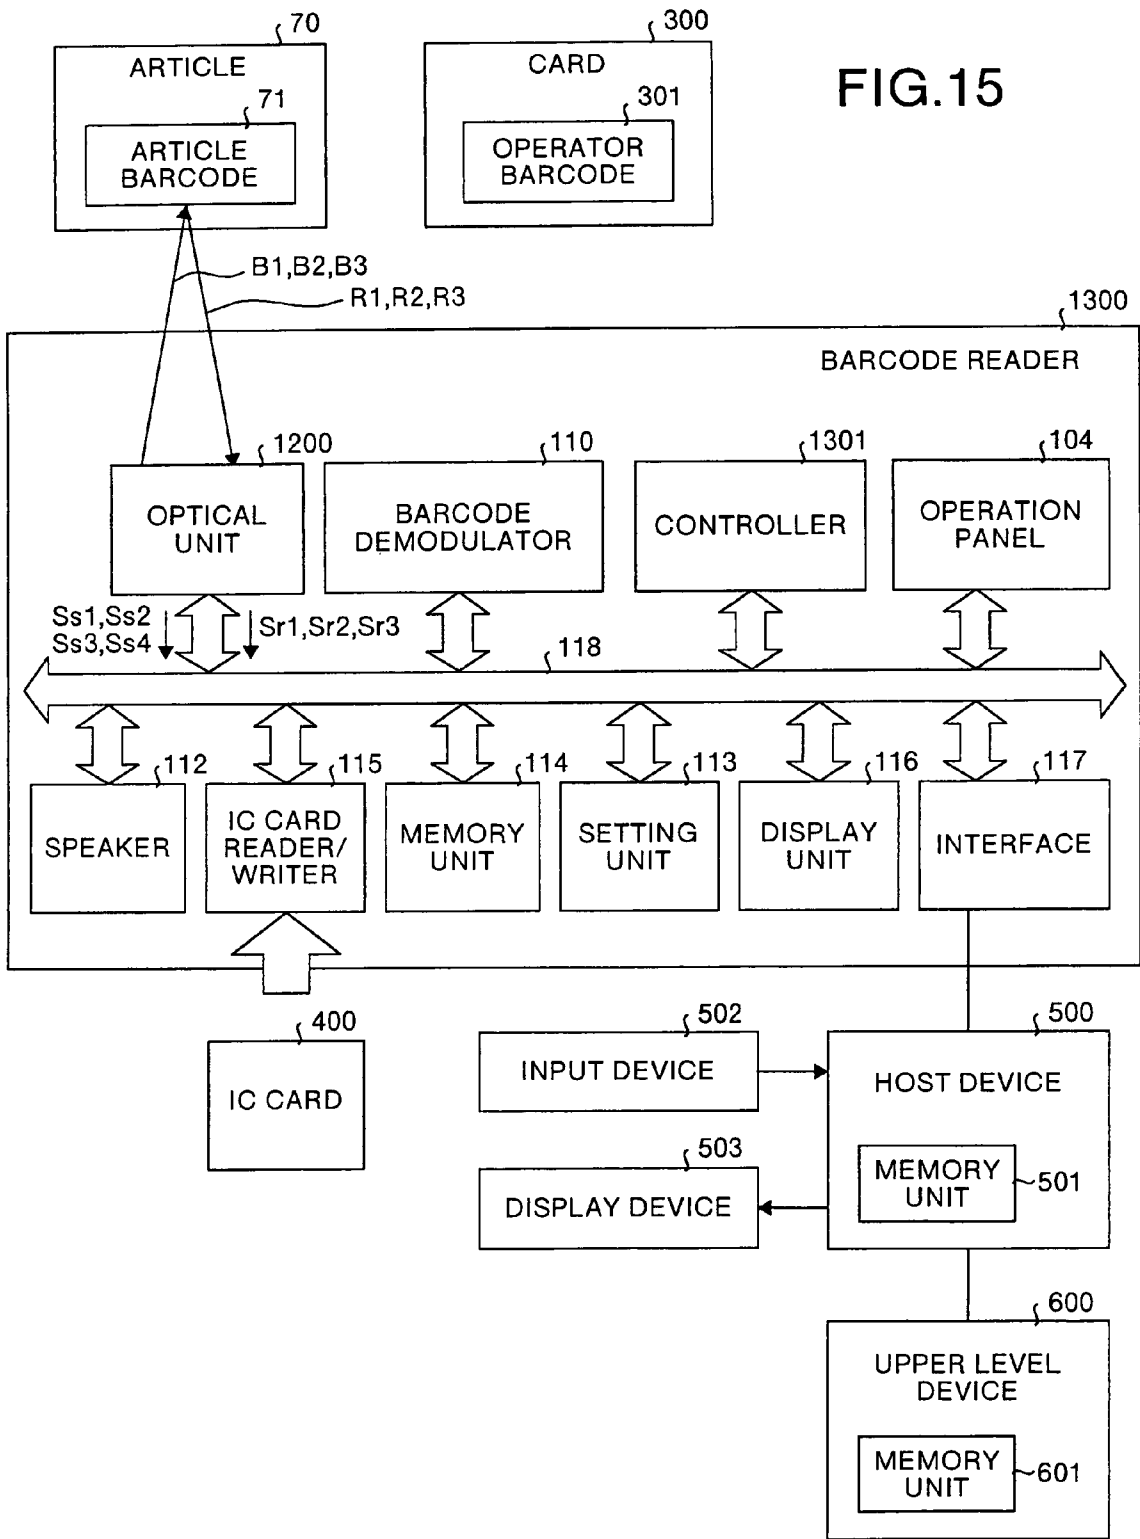 70
300
ARTICLE
CARD
FIG.15
71
301
ARTICLE
BARCODE
OPERATOR
BARCODE
B1,B2,B3
R1,R2,R3
1300
BARCODE READER
1200
110
1301
104
OPTICAL
UNIT
BARCODE
DEMODULATOR
CONTROLLER
OPERATION
PANEL
Ss1,Ss2
Ss3,Ss4
Sr1,Sr2,Sr3
118
112
115
114
113
116
117
SPEAKER
IC CARD
READER/
WRITER
MEMORY
UNIT
SETTING
UNIT
DISPLAY
UNIT
INTERFACE
400
IC CARD
502
500
INPUT DEVICE
HOST DEVICE
503
DISPLAY DEVICE
MEMORY
UNIT
501
600
UPPER LEVEL
DEVICE
MEMORY
UNIT
601